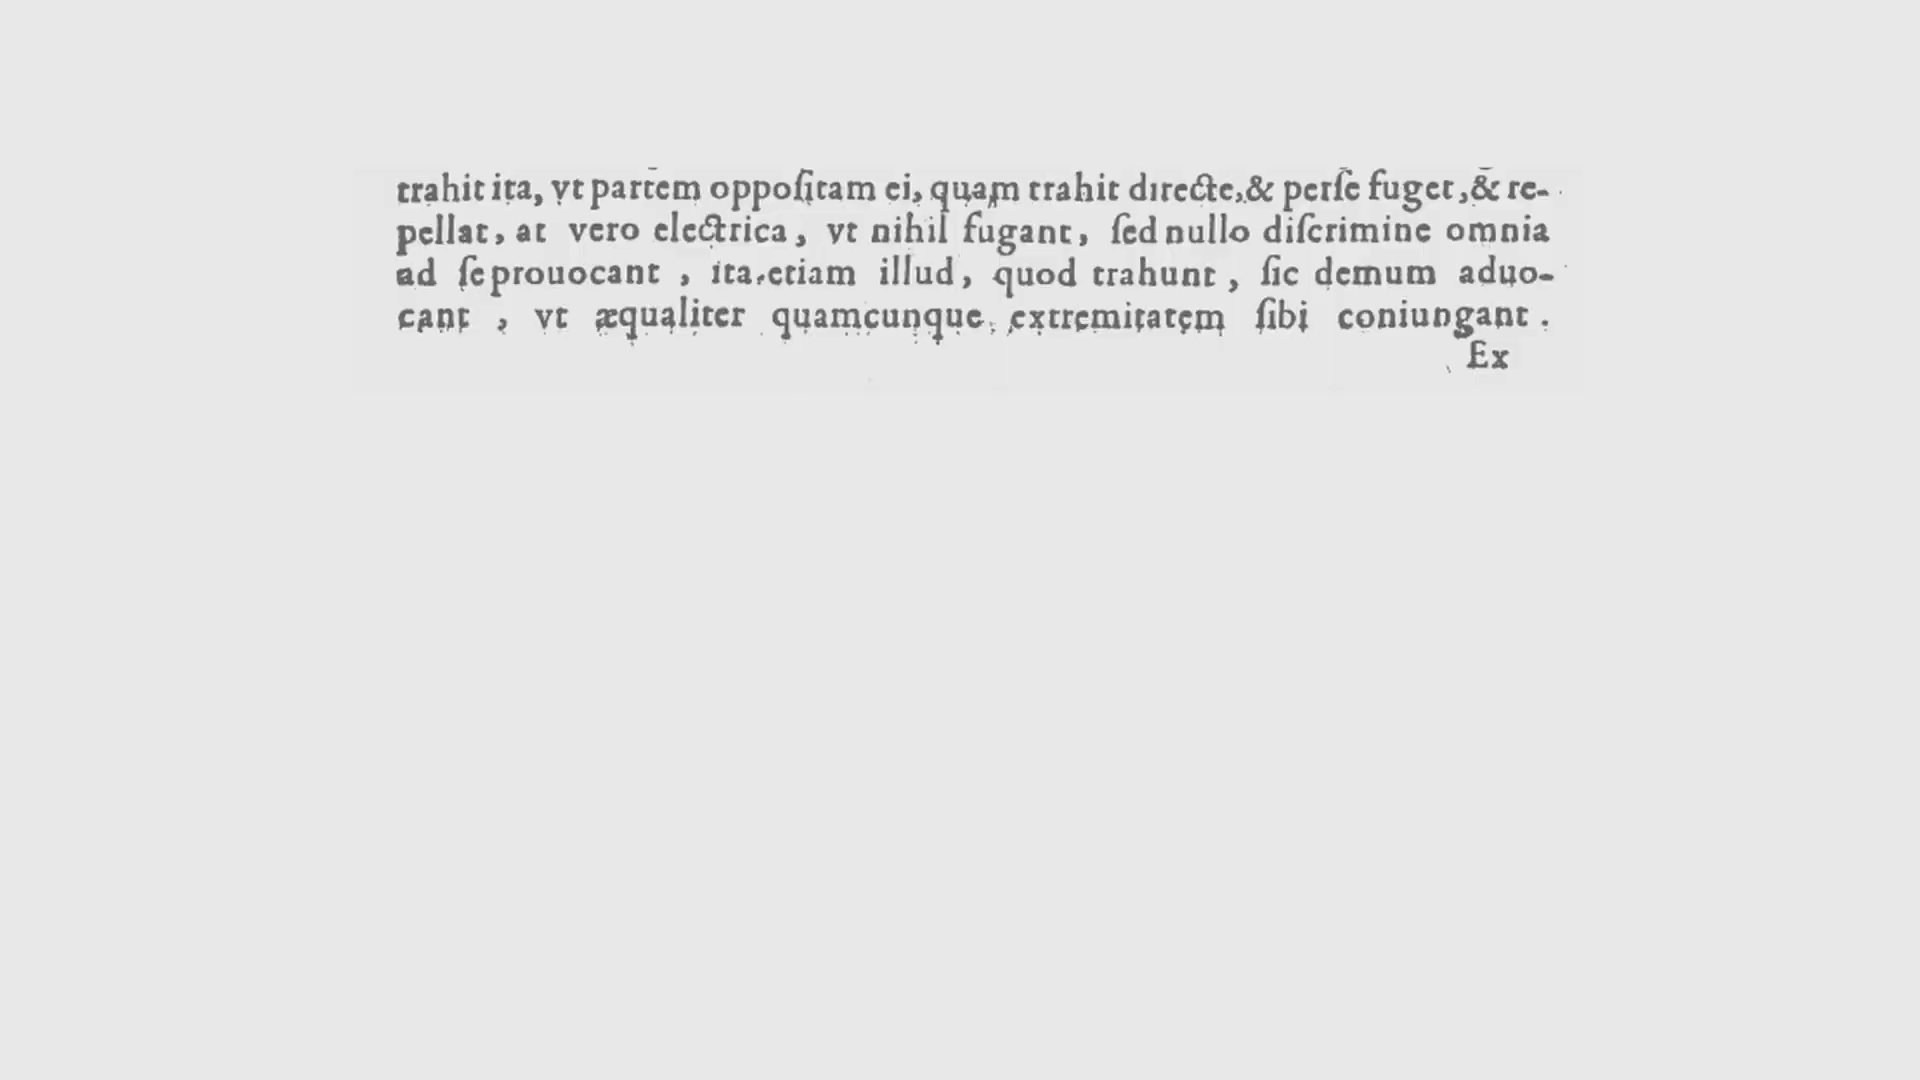 trahit ita, vt partem oppoſitam ei, quam trahit directe,& perſe fuget,& re-
pellat, at vero electrica, vt nihil fugant, ſed nullo diſcrimine omnia
ad ſe prouocant , ita etiam illud, quod trahunt, ſic demum aduo-
cant , vt æqualiter quamcunque extremitatem ſibi coniungant .
Ex